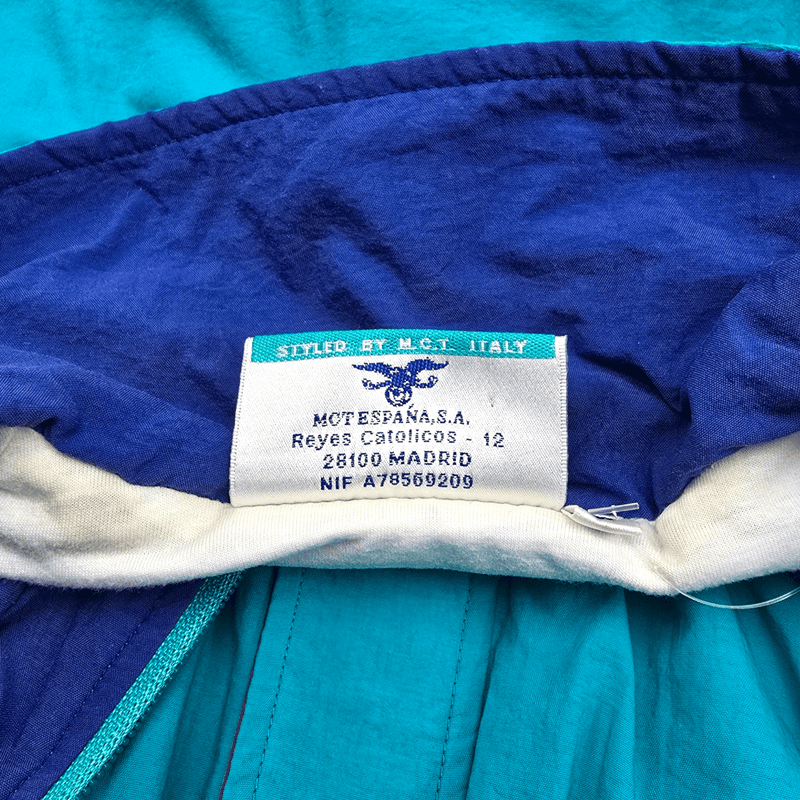 STYLED BY M.C.T. ITALY
MCT ESPAÑA, S.A.
Reyes Catolicos - 12
28100 MADRID
NIF A78569209